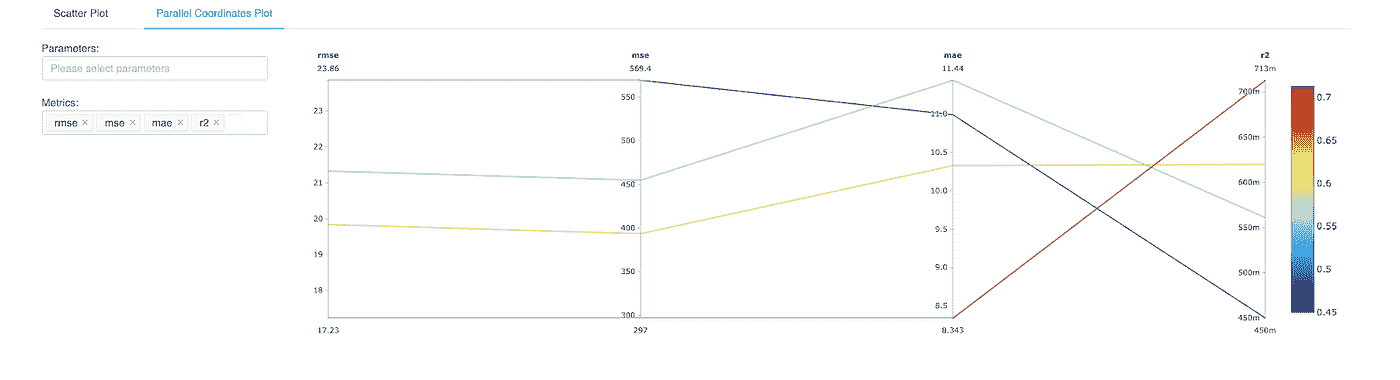 Scatter Plot
Parallel Coordinates Plot
Parameters:
Please select parameters
Metrics:
rmse × mse × mae × r2 ×
rmse
23.86
23
22
21
20
19
18
17.23
mse
569.4
550
500
450
400
350
300
297
mae
11.44
11.0
10.5
10.0
9.5
9.0
8.5
8.343
r2
713m
700m
650m
600m
550m
500m
450m
450m
0.7
0.65
0.6
0.55
0.5
0.45